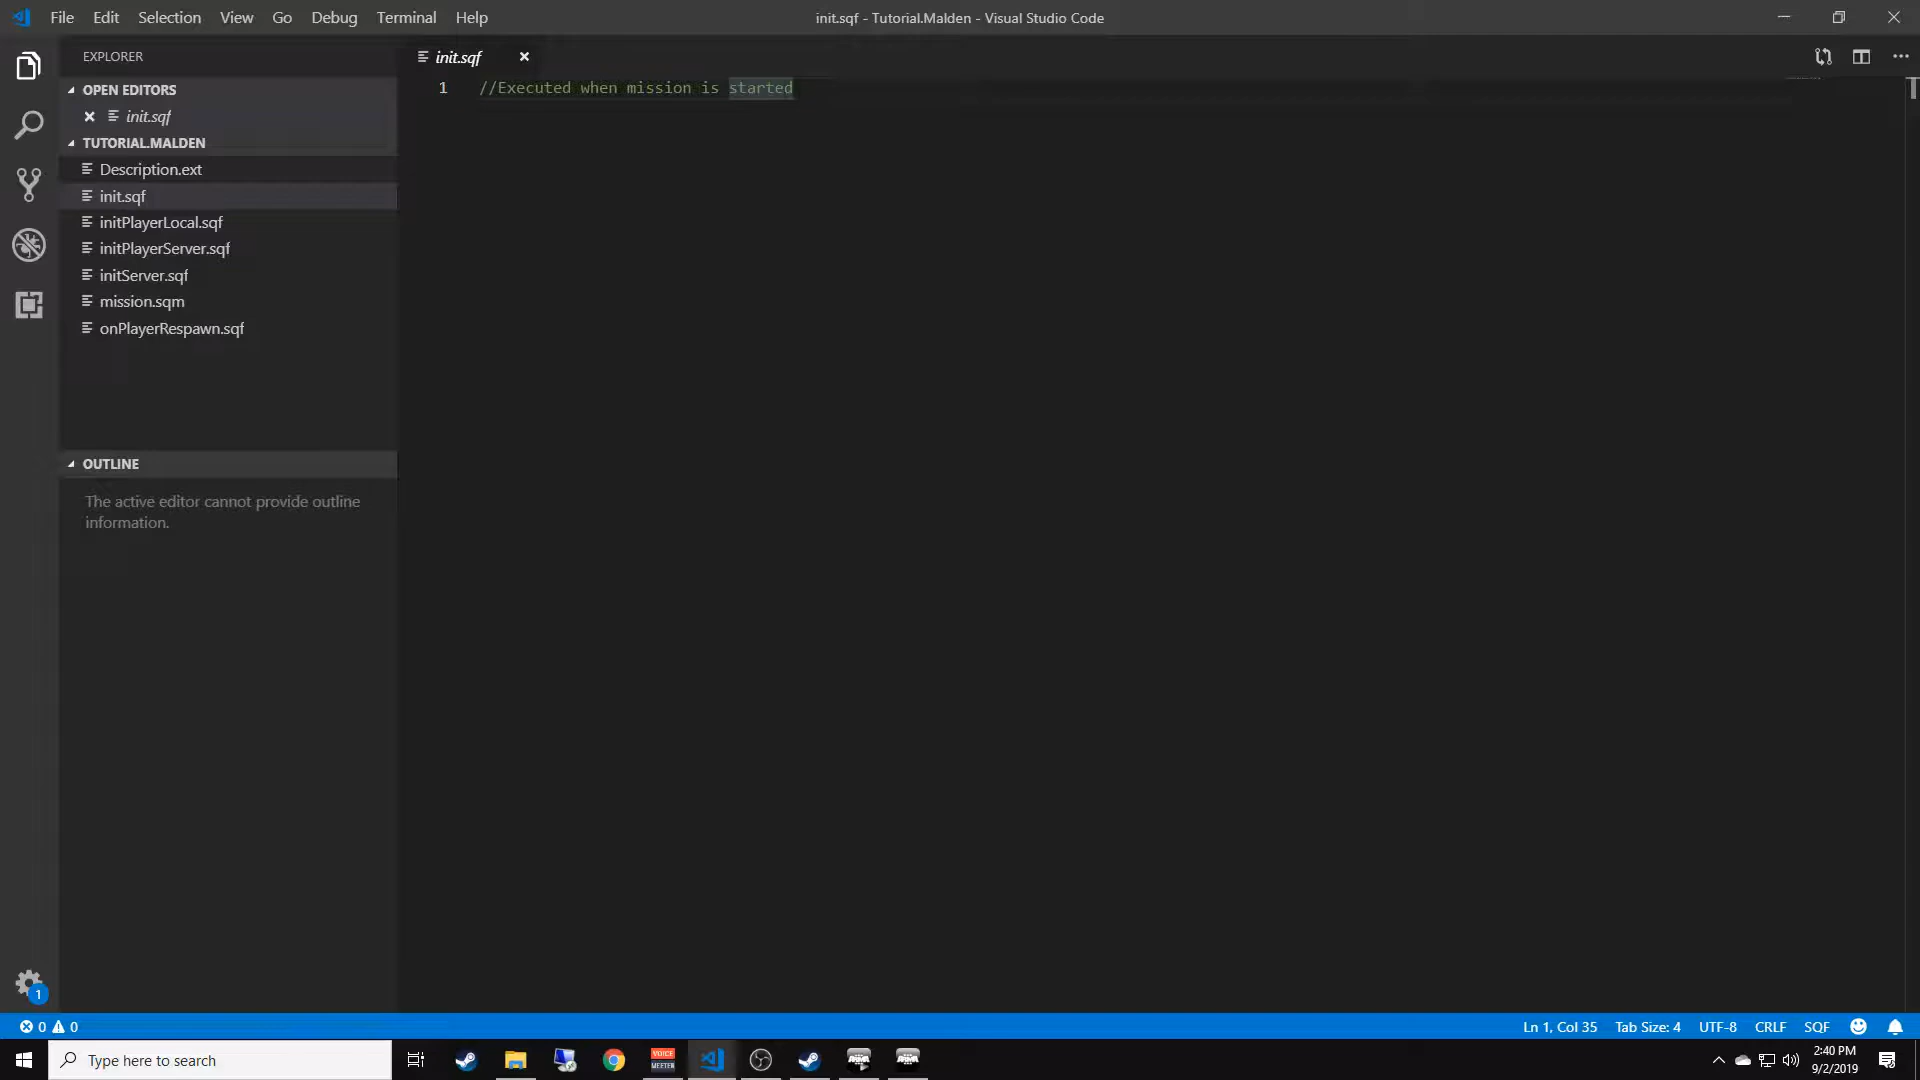 File Edit Selection View Go Debug Terminal Help
init.sqf - Tutorial.Malden - Visual Studio Code
EXPLORER
OPEN EDITORS
init.sqf
TUTORIAL.MALDEN
Description.ext
init.sqf
initPlayerLocal.sqf
initPlayerServer.sqf
initServer.sqf
mission.sqm
onPlayerRespawn.sqf
OUTLINE
The active editor cannot provide outline
information.
init.sqf
1 //Executed when mission is started
1
0 0
Ln 1, Col 35 Tab Size: 4 UTF-8 CRLF SQF
Type here to search
VOICE
MEETER
2:40 PM
9/2/2019